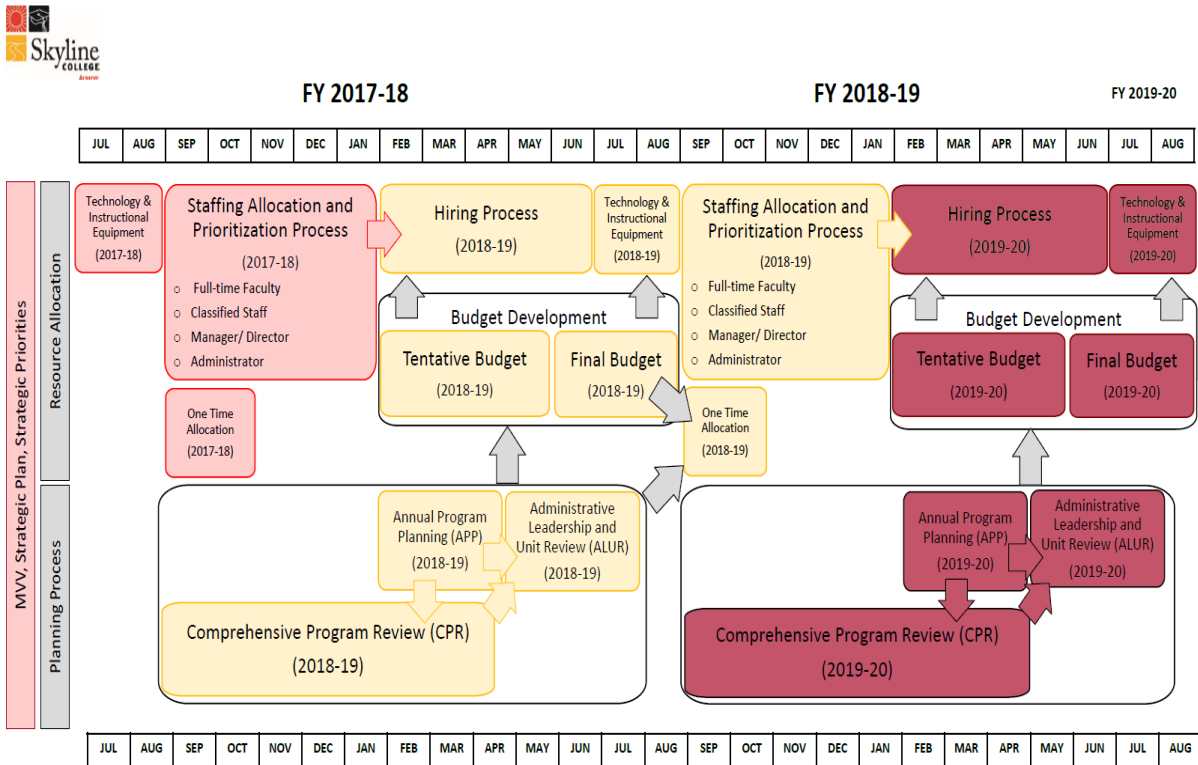 Skyline
COLLEGE
FY 2017-18
FY 2018-19
FY 2019-20
JUL AUG SEP OCT NOV DEC JAN FEB MAR APR MAY JUN JUL AUG SEP OCT NOV DEC JAN FEB MAR APR MAY JUN JUL AUG
MVV, Strategic Plan, Strategic Priorities
Resource Allocation
Technology &
Instructional
Equipment
(2017-18)
Staffing Allocation and
Prioritization Process
(2017-18)
○ Full-time Faculty
○ Classified Staff
○ Manager/ Director
○ Administrator
Hiring Process
(2018-19)
Technology &
Instructional
Equipment
(2018-19)
Staffing Allocation and
Prioritization Process
(2018-19)
○ Full-time Faculty
○ Classified Staff
○ Manager/ Director
○ Administrator
Hiring Process
(2019-20)
Technology &
Instructional
Equipment
(2019-20)
Budget Development
Tentative Budget
(2018-19)
Final Budget
(2018-19)
Budget Development
Tentative Budget
(2019-20)
Final Budget
(2019-20)
One Time
Allocation
(2017-18)
One Time
Allocation
(2018-19)
Planning Process
Annual Program
Planning (APP)
(2018-19)
Administrative
Leadership and
Unit Review (ALUR)
(2018-19)
Comprehensive Program Review (CPR)
(2018-19)
Annual Program
Planning (APP)
(2019-20)
Administrative
Leadership and
Unit Review (ALUR)
(2019-20)
Comprehensive Program Review (CPR)
(2019-20)
JUL AUG SEP OCT NOV DEC JAN FEB MAR APR MAY JUN JUL AUG SEP OCT NOV DEC JAN FEB MAR APR MAY JUN JUL AUG